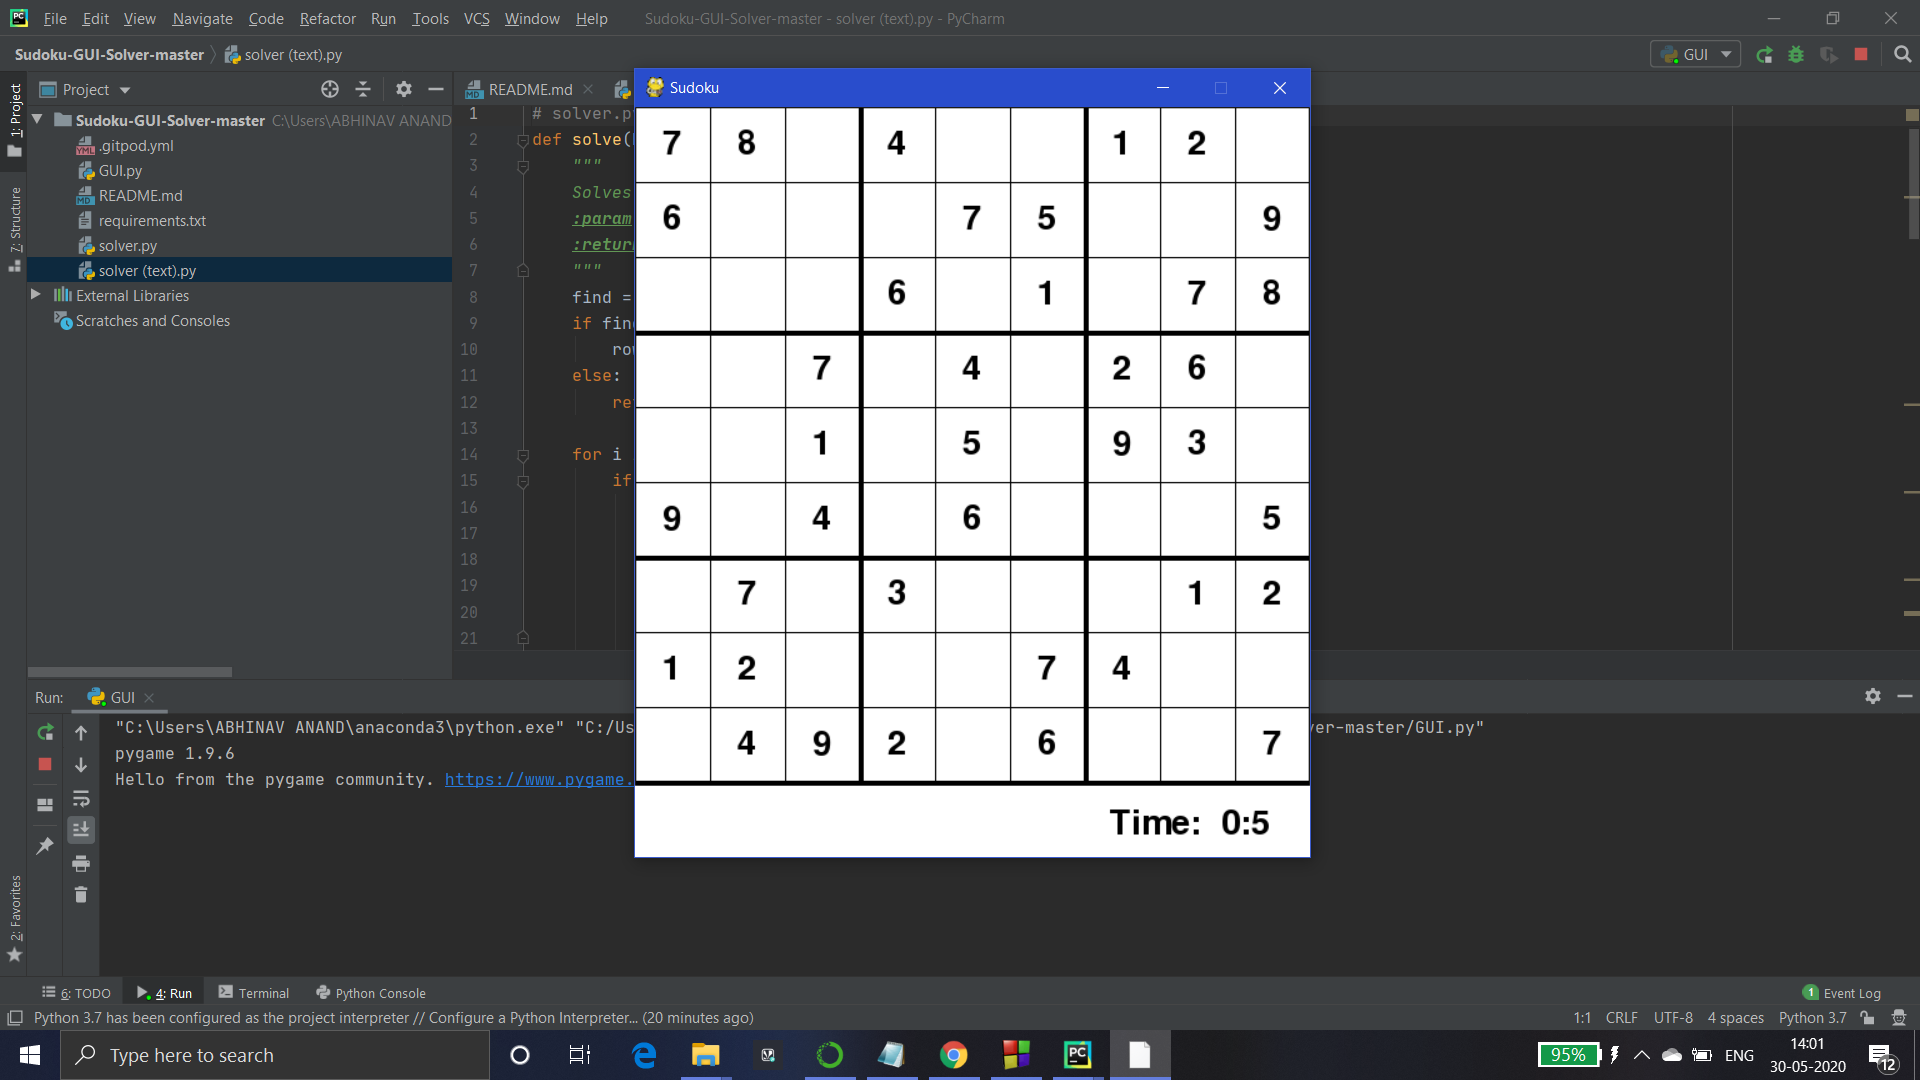 File Edit View Navigate Code Refactor Run Tools VCS Window Help Sudoku-GUI-Solver-master - solver (text).py - PyCharm
Sudoku-GUI-Solver-master solver (text).py GUI
1: Project
7: Structure
2: Favorites
Project
Sudoku-GUI-Solver-master C:\Users\ABHINAV ANAND
.gitpod.yml
GUI.py
README.md
requirements.txt
solver.py
solver (text).py
External Libraries
Scratches and Consoles
README.md
1 # solver.p
2 def solve(
3 """
4 Solves
5 :param
6 :retur
7 """
8 find =
9 if fin
10 ro
11 else:
12 re
13
14 for i
15 if
16
17
18
19
20
21
Sudoku
7 8 4 1 2
6 7 5 9
6 1 7 8
7 4 2 6
1 5 9 3
9 4 6 5
7 3 1 2
1 2 7 4
4 9 2 6 7
Time: 0:5
Run: GUI
"C:\Users\ABHINAV ANAND\anaconda3\python.exe" "C:/Us ver-master/GUI.py"
pygame 1.9.6
Hello from the pygame community. https://www.pygame.
6: TODO 4: Run Terminal Python Console 1 Event Log
Python 3.7 has been configured as the project interpreter // Configure a Python Interpreter... (20 minutes ago) 1:1 CRLF UTF-8 4 spaces Python 3.7
Type here to search
95% ENG
14:01
30-05-2020
12